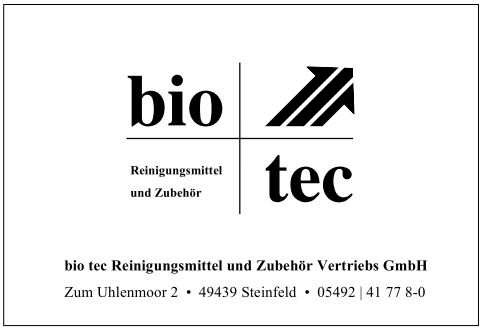 bio
tec
Reinigungsmittel
und Zubehör
bio tec Reinigungsmittel und Zubehör Vertriebs GmbH
Zum Uhlenmoor 2 • 49439 Steinfeld • 05492 | 41 77 8-0